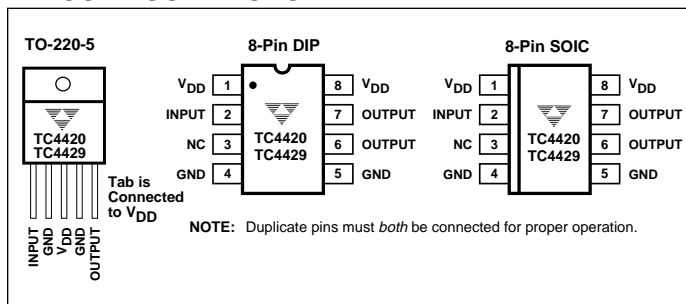 TO-220-5
TC4420
TC4429
Tab is
Connected
to VDD
INPUT
GND
VDD
GND
OUTPUT
8-Pin DIP
VDD 1
INPUT 2
NC 3
GND 4
TC4420
TC4429
8 VDD
7 OUTPUT
6 OUTPUT
5 GND
8-Pin SOIC
VDD 1
INPUT 2
NC 3
GND 4
TC4420
TC4429
8 VDD
7 OUTPUT
6 OUTPUT
5 GND
NOTE: Duplicate pins must both be connected for proper operation.